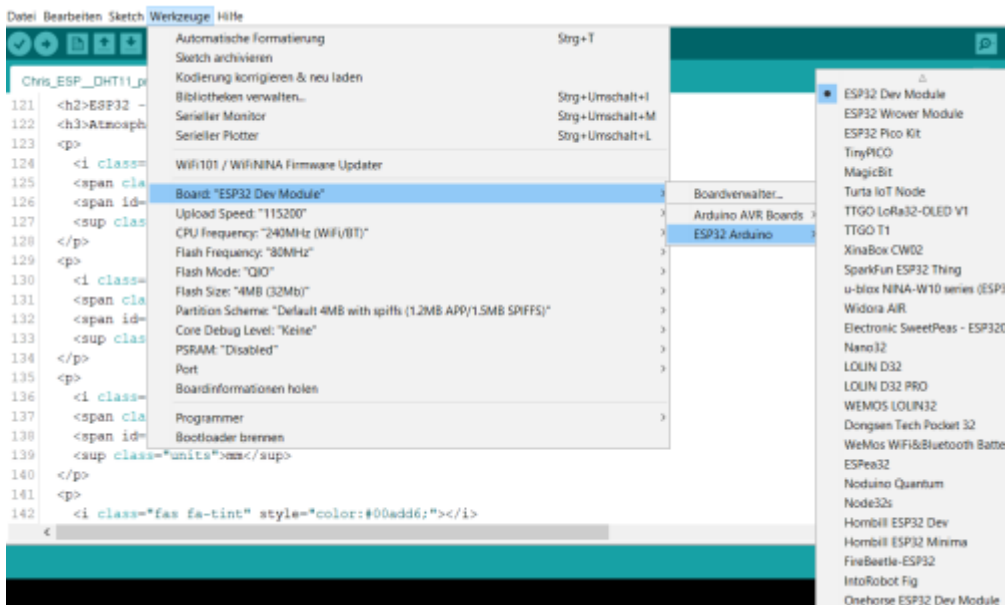 Datei Bearbeiten Sketch Werkzeuge Hilfe
Automatische Formatierung Strg+T
Sketch archivieren
Kodierung korrigieren & neu laden
Bibliotheken verwalten... Strg+Umschalt+I
Serieller Monitor Strg+Umschalt+M
Serieller Plotter Strg+Umschalt+L
WiFi101 / WiFiNINA Firmware Updater
Board: "ESP32 Dev Module"
Upload Speed: "115200"
CPU Frequency: "240MHz (WiFi/BT)"
Flash Frequency: "80MHz"
Flash Mode: "QIO"
Flash Size: "4MB (32Mb)"
Partition Scheme: "Default 4MB with spiffs (1.2MB APP/1.5MB SPIFFS)"
Core Debug Level: "Keine"
PSRAM: "Disabled"
Port
Boardinformationen holen
Programmer
Bootloader brennen
Boardverwalter...
Arduino AVR Boards
ESP32 Arduino
ESP32 Dev Module
ESP32 Wrover Module
ESP32 Pico Kit
TinyPICO
MagicBit
Turta IoT Node
TTGO LoRa32-OLED V1
TTGO T1
XinaBox CW02
SparkFun ESP32 Thing
u-blox NINA-W10 series (ESP3
Widora AIR
Electronic SweetPeas - ESP320
Nano32
LOLIN D32
LOLIN D32 PRO
WEMOS LOLIN32
Dongsen Tech Pocket 32
WeMos WiFi&Bluetooth Batte
ESPea32
Noduino Quantum
Node32s
Hornbill ESP32 Dev
Hornbill ESP32 Minima
FireBeetle-ESP32
IntoRobot Fig
Onehorse ESP32 Dev Module
Chris_ESP__DHT11_p
121 <h2>ESP32 -
122 <h3>Atmosph
123 <p>
124 <i class=
125 <span cla
126 <span id=
127 <sup clas
128 </p>
129 <p>
130 <i class=
131 <span cla
132 <span id=
133 <sup clas
134 </p>
135 <p>
136 <i class=
137 <span cla
138 <span id=
139 <sup class="units">mm</sup>
140 </p>
141 <p>
142 <i class="fas fa-tint" style="color:#00add6;"></i>